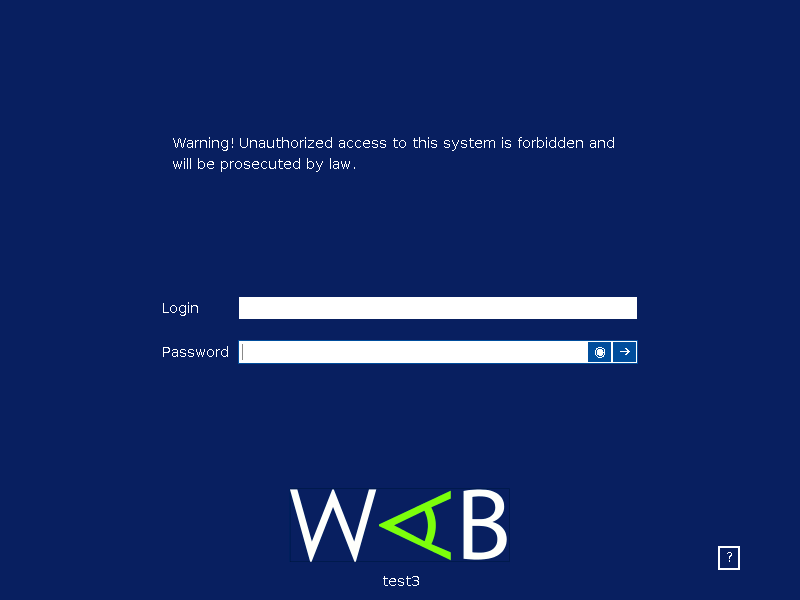 Warning! Unauthorized access to this system is forbidden and
will be prosecuted by law.
Login
Password
WAB
test3
?